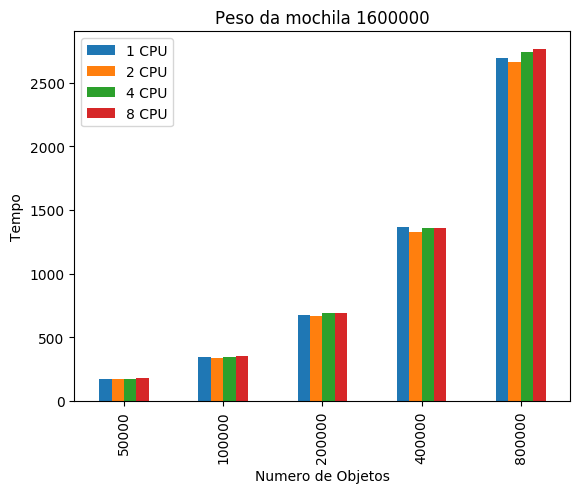 Peso da mochila 1600000
1 CPU
2 CPU
4 CPU
8 CPU
Tempo
2500
2000
1500
1000
500
0
50000
100000
200000
400000
800000
Numero de Objetos